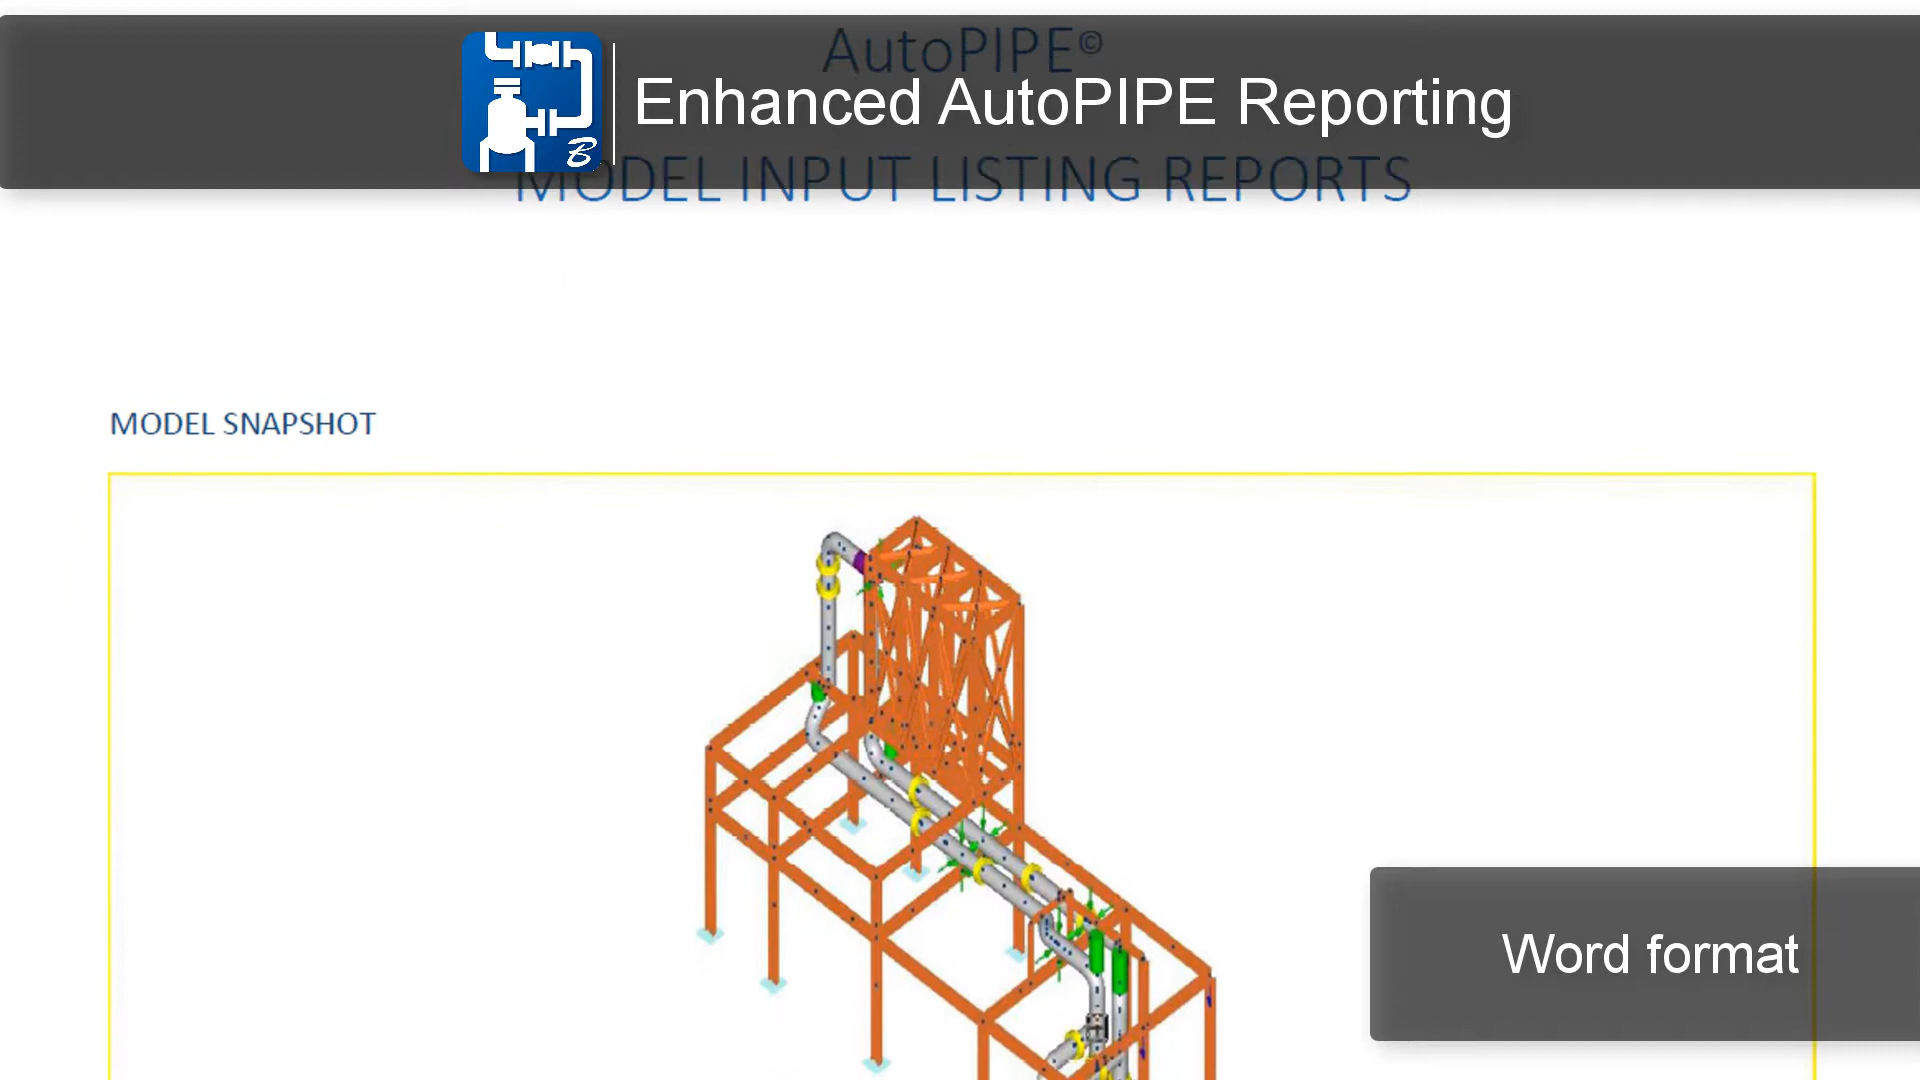 AutoPIPE©
Enhanced AutoPIPE Reporting
B
MODEL INPUT LISTING REPORTS
MODEL SNAPSHOT
Word format